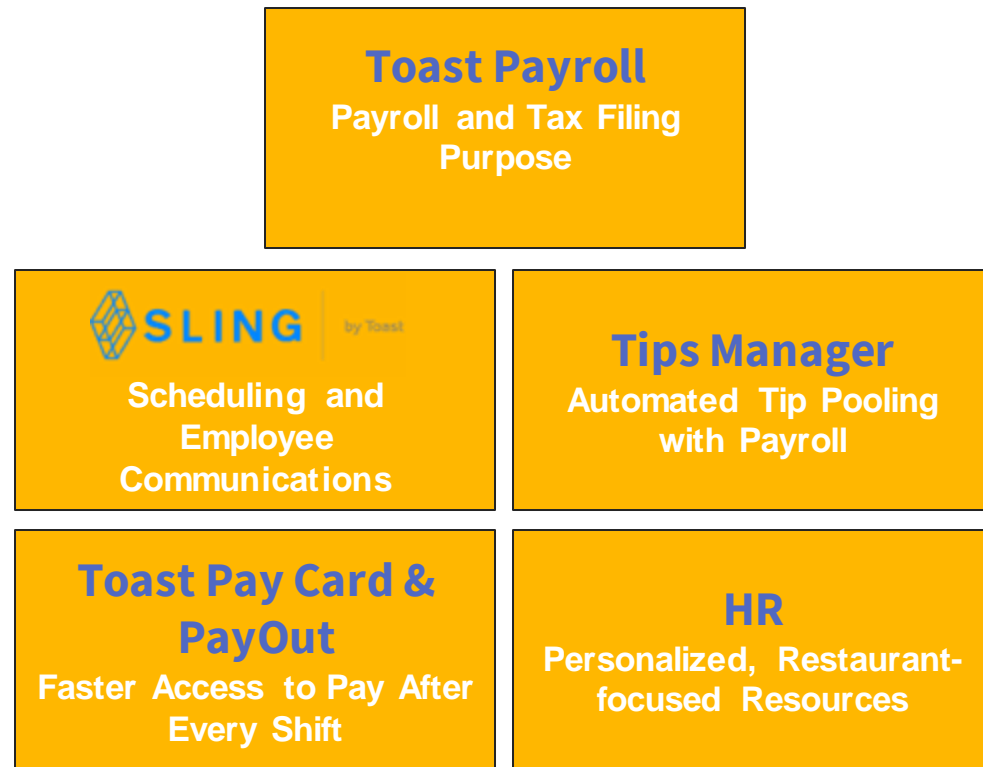 Toast Payroll
Payroll and Tax Filing
Purpose
SLING
by Toast
Scheduling and
Employee
Communications
Tips Manager
Automated Tip Pooling
with Payroll
Toast Pay Card &
PayOut
Faster Access to Pay After
Every Shift
HR
Personalized, Restaurant-
focused Resources